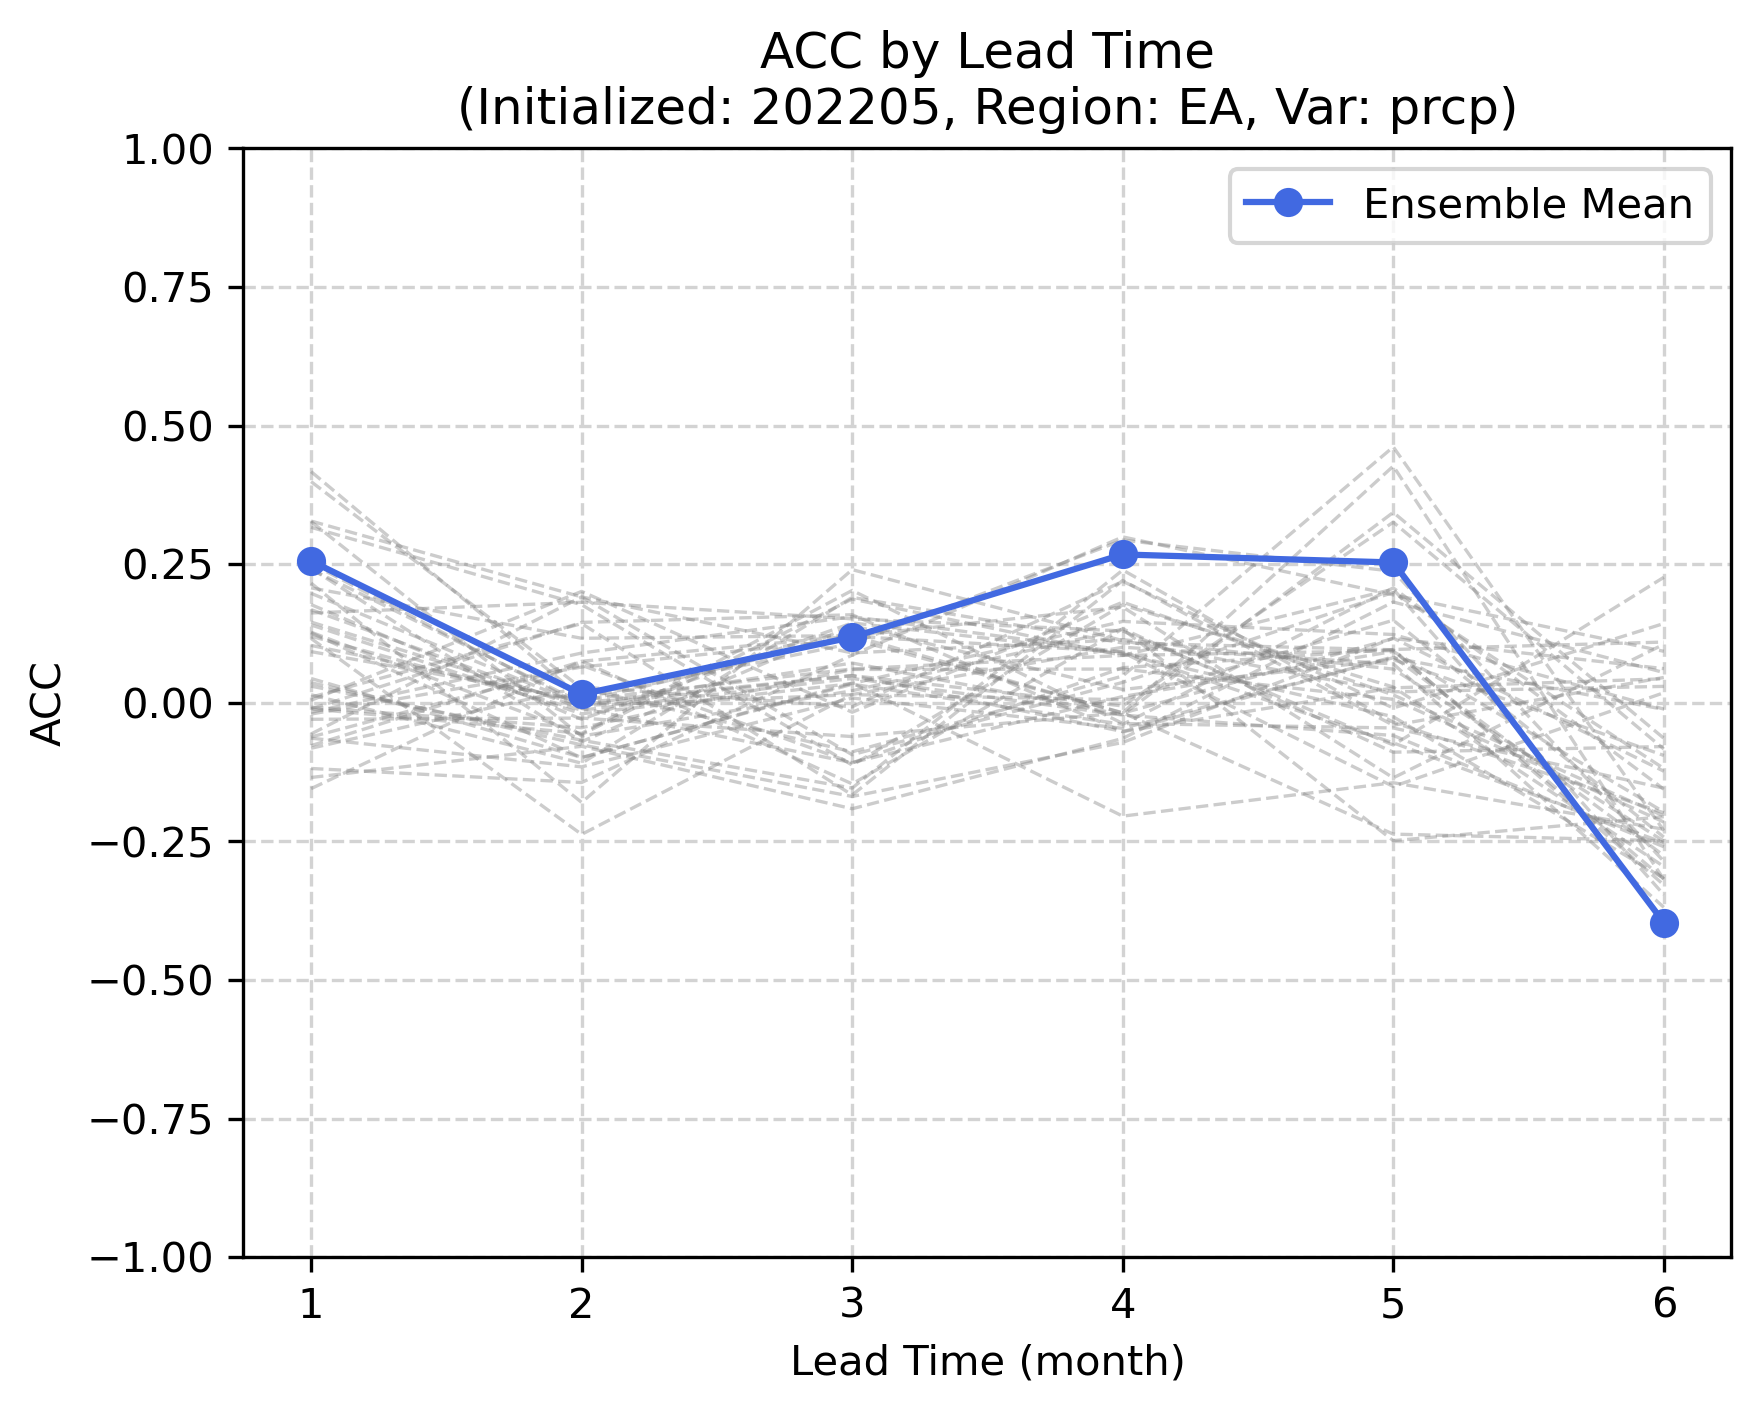 ACC by Lead Time
(Initialized: 202205, Region: EA, Var: prcp)
Ensemble Mean
1.00
0.75
0.50
0.25
0.00
−0.25
−0.50
−0.75
−1.00
ACC
1 2 3 4 5 6
Lead Time (month)